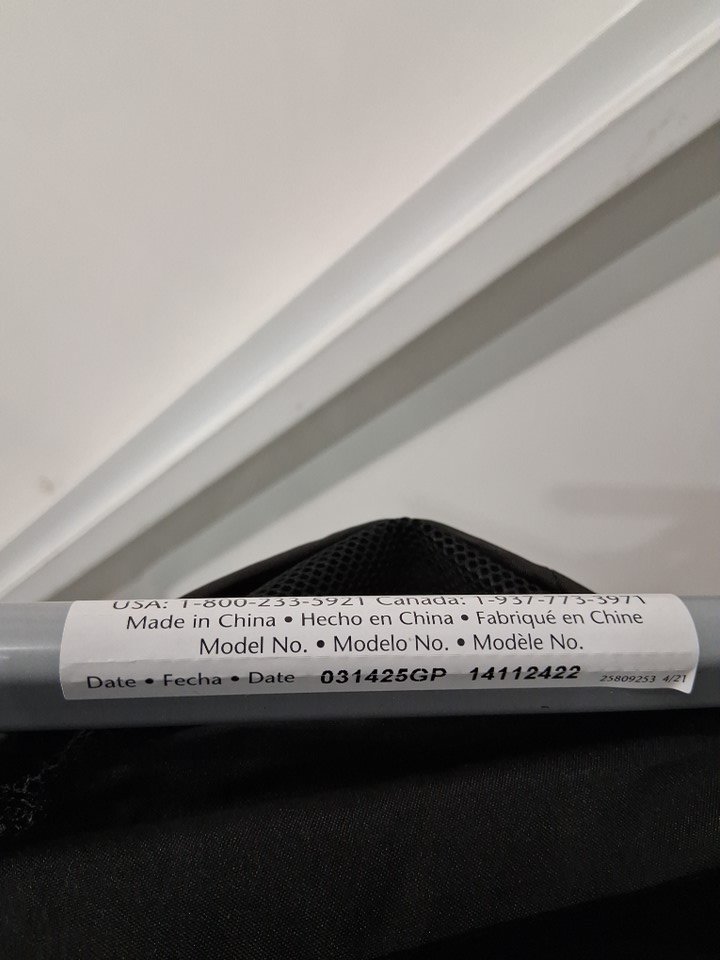 USA: 1-800-233-5921 Canada: 1-937-773-3971
Made in China • Hecho en China • Fabriqué en Chine
Model No. • Modelo No. • Modèle No.
Date • Fecha • Date 031425GP 14112422 25809253 4/21